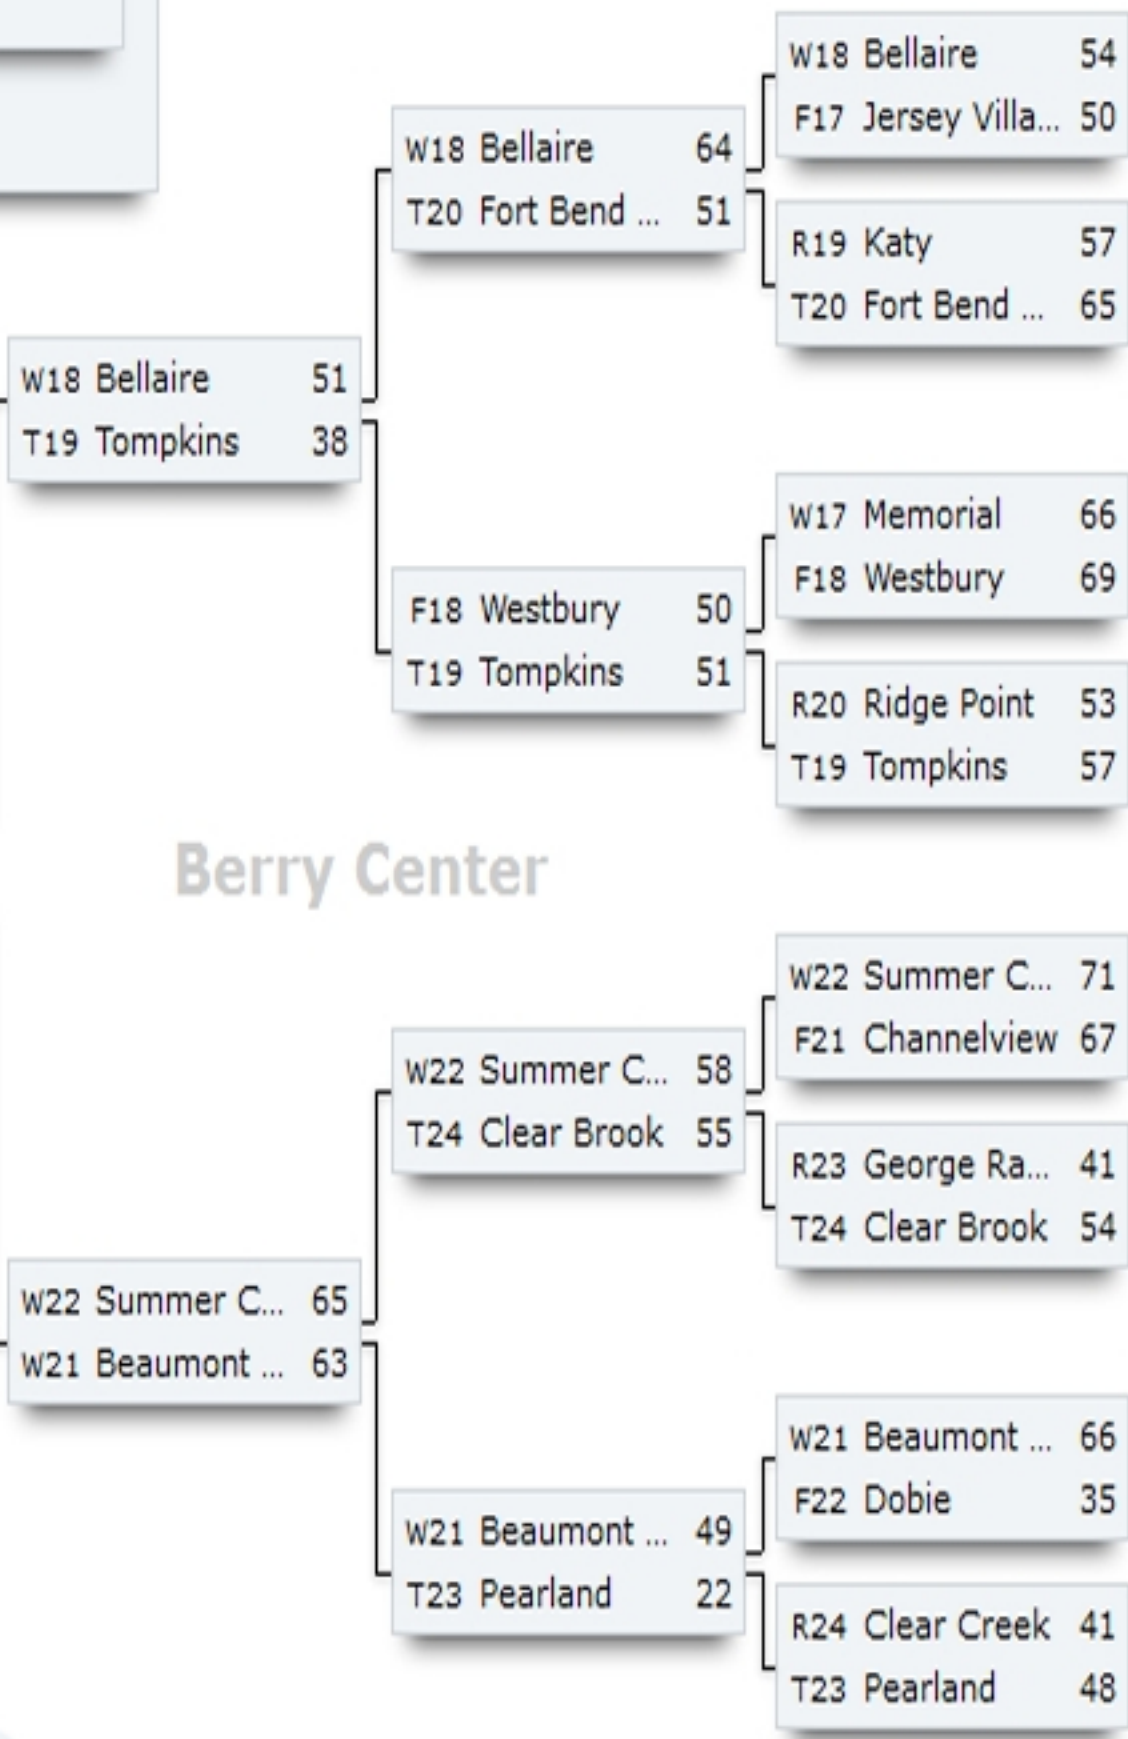 W18 Bellaire 54
F17 Jersey Villa... 50
W18 Bellaire 64
T20 Fort Bend ... 51
R19 Katy 57
T20 Fort Bend ... 65
W18 Bellaire 51
T19 Tompkins 38
W17 Memorial 66
F18 Westbury 69
F18 Westbury 50
T19 Tompkins 51
R20 Ridge Point 53
T19 Tompkins 57
Berry Center
W22 Summer C... 71
F21 Channelview 67
W22 Summer C... 58
T24 Clear Brook 55
R23 George Ra... 41
T24 Clear Brook 54
W22 Summer C... 65
W21 Beaumont ... 63
W21 Beaumont ... 66
F22 Dobie 35
W21 Beaumont ... 49
T23 Pearland 22
R24 Clear Creek 41
T23 Pearland 48